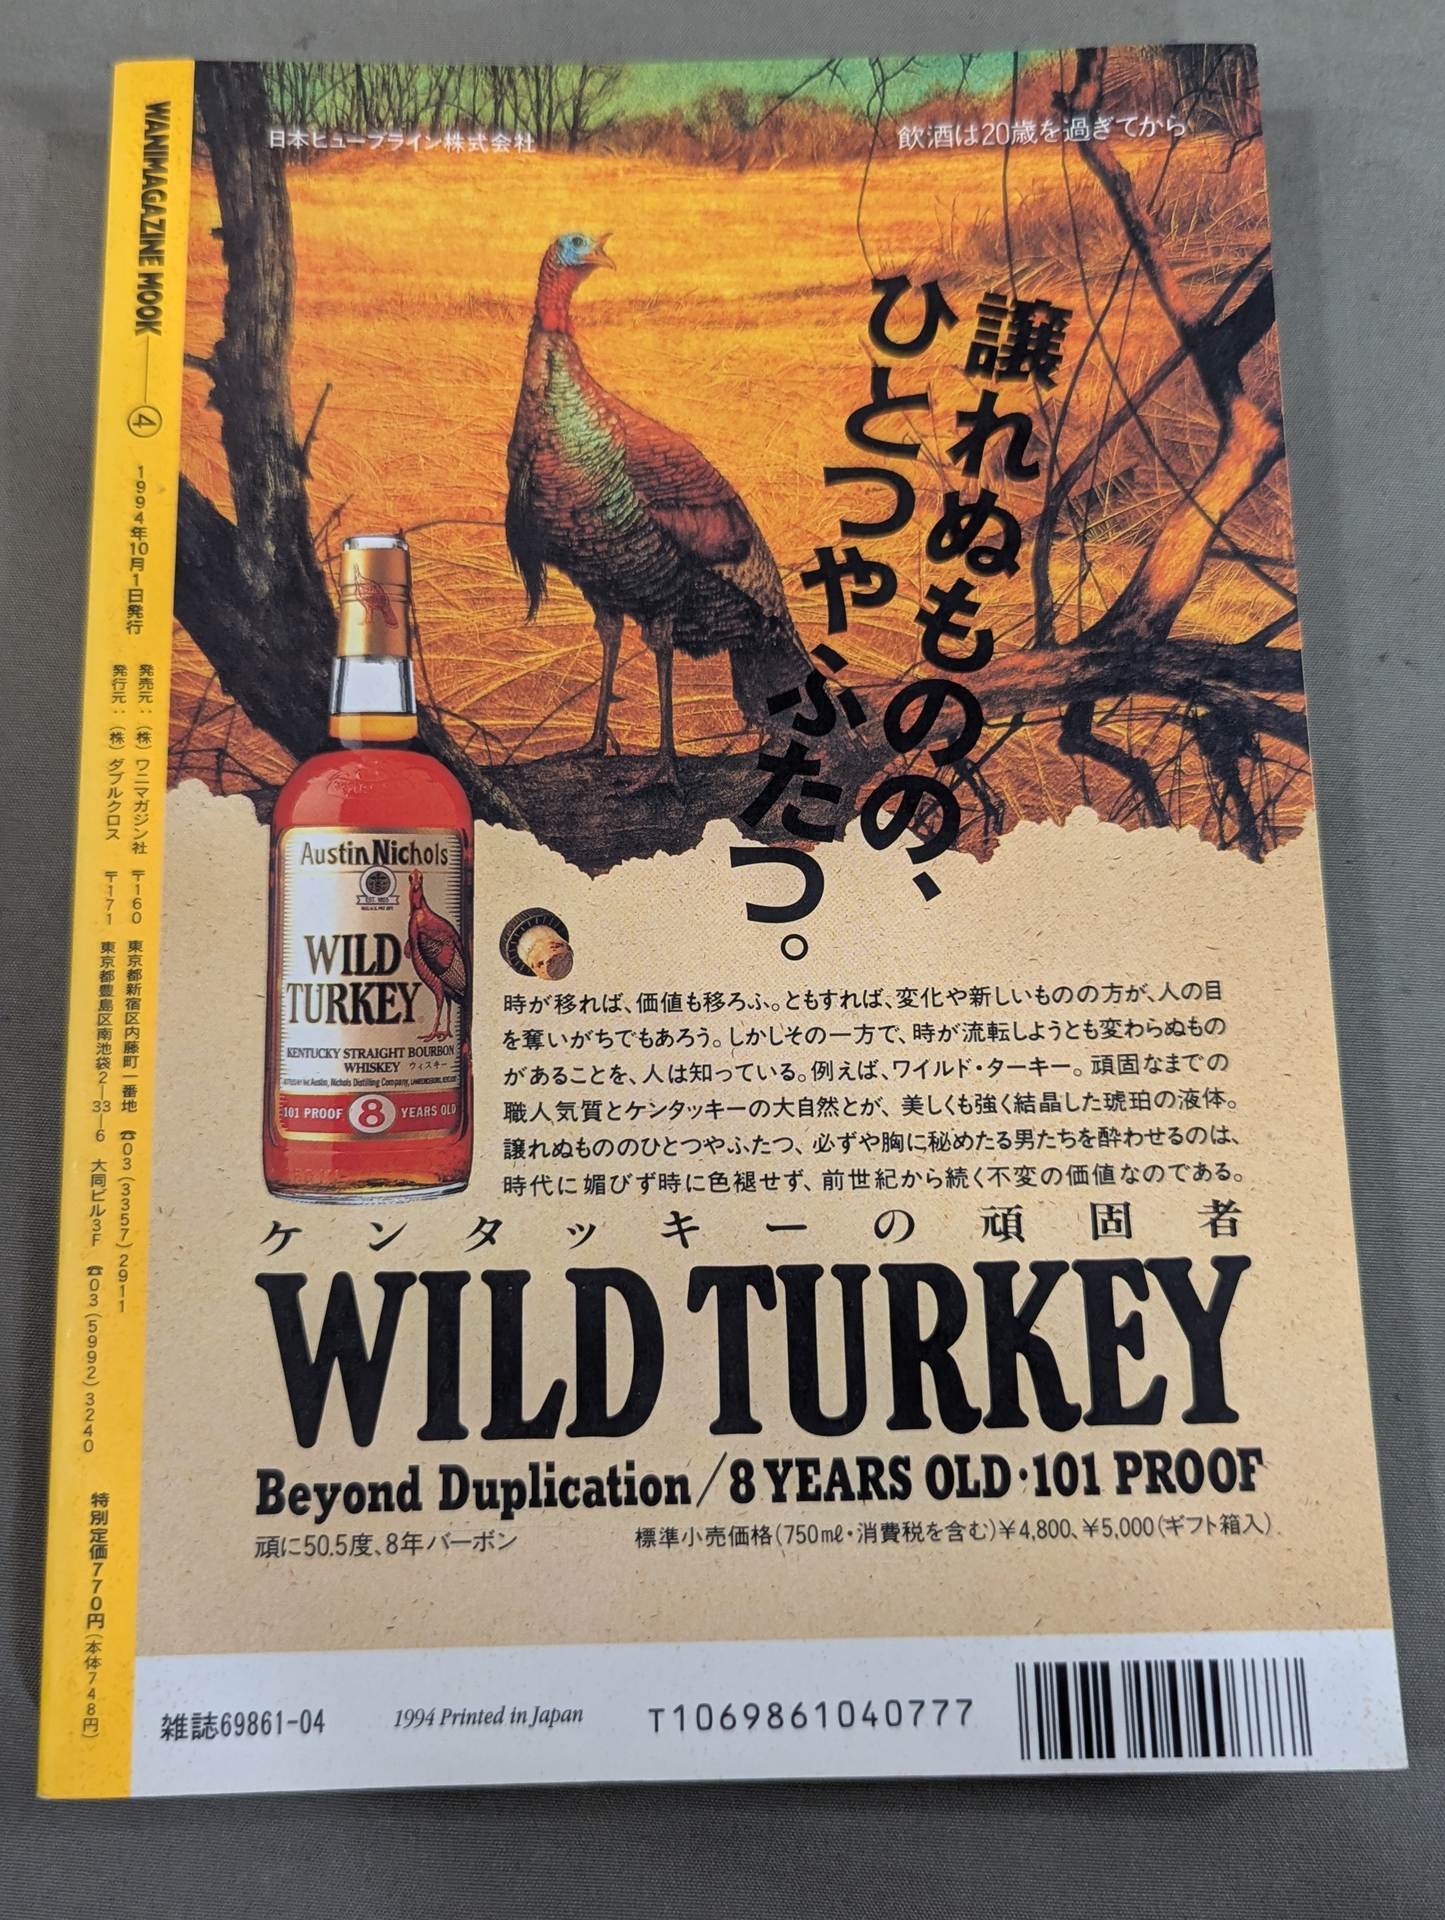 日本ヒューブライン株式会社
飲酒は20歳を過ぎてから
譲れぬものの、
ひとつや、ふたつ。
Austin Nichols
WILD
TURKEY
KENTUCKY STRAIGHT BOURBON
WHISKEY ウィスキー
101 PROOF 8 YEARS OLD
時が移れば、価値も移ろふ。ともすれば、変化や新しいものの方が、人の目
を奪いがちでもあろう。しかしその一方で、時が流転しようとも変わらぬもの
があることを、人は知っている。例えば、ワイルド・ターキー。頑固なまでの
職人気質とケンタッキーの大自然とが、美しくも強く結晶した琥珀の液体。
譲れぬもののひとつやふたつ、必ずや胸に秘めたる男たちを酔わせるのは、
時代に媚びず時に色褪せず、前世紀から続く不変の価値なのである。
ケンタッキーの頑固者
WILD TURKEY
Beyond Duplication/8 YEARS OLD・101 PROOF
頑に50.5度、8年バーボン
標準小売価格(750ml・消費税を含む)¥4,800、¥5,000(ギフト箱入)
雑誌69861-04
1994 Printed in Japan
T1069861040777
WANIMAGAZINE MOOK—④
1994年10月1日発行
発売元：(株)ワニマガジン社 〒160 東京都新宿区内藤町一番地 ☎03(3357)2911
発行元：(株)ダブルクロス 〒171 東京都豊島区南池袋2—33—6 大同ビル3F ☎03(5992)3240
特別定価770円(本体748円)